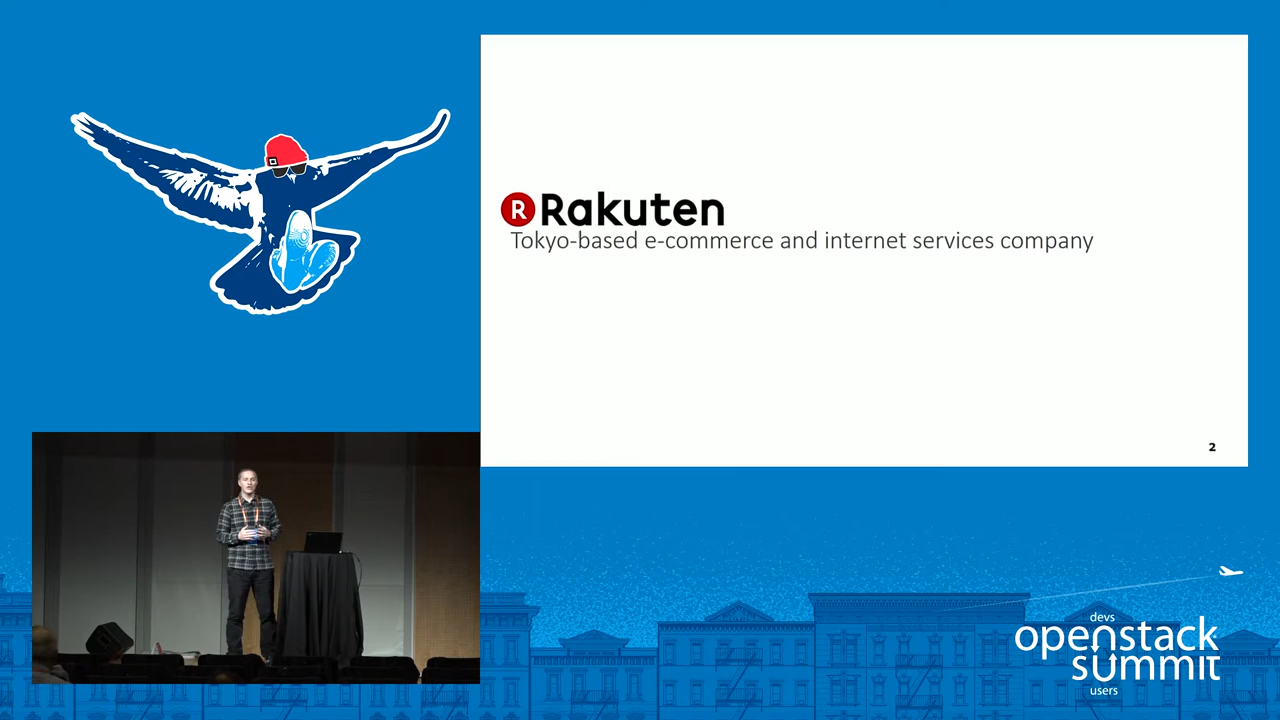 R Rakuten
Tokyo-based e-commerce and internet services company
2
devs
openstack
summit
users